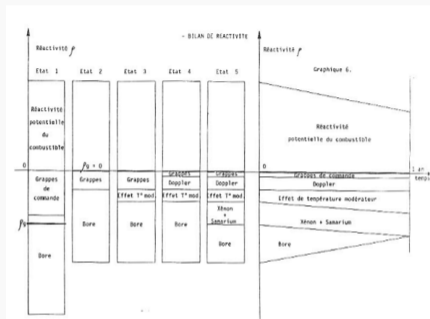 - BILAN DE REACTIVITE
Réactivité ρ
Etat 1
Etat 2
Etat 3
Etat 4
Etat 5
Réactivité
potentielle
du
combustible
0
ρ0 = 0
Grappes
de
commande
ρ0
Bore
Grappes
Bore
Grappes
Effet T° mod.
Bore
Grappes
Doppler
Effet T° mod.
Bore
Grappes
Doppler
Effet T° mod.
Xénon
+
Samarium
Bore
Réactivité ρ
Graphique 6.
Réactivité
potentielle du combustible
0
1 an
temps
Grappes de commande
Doppler
Effet de température modérateur
Xénon + Samarium
Bore